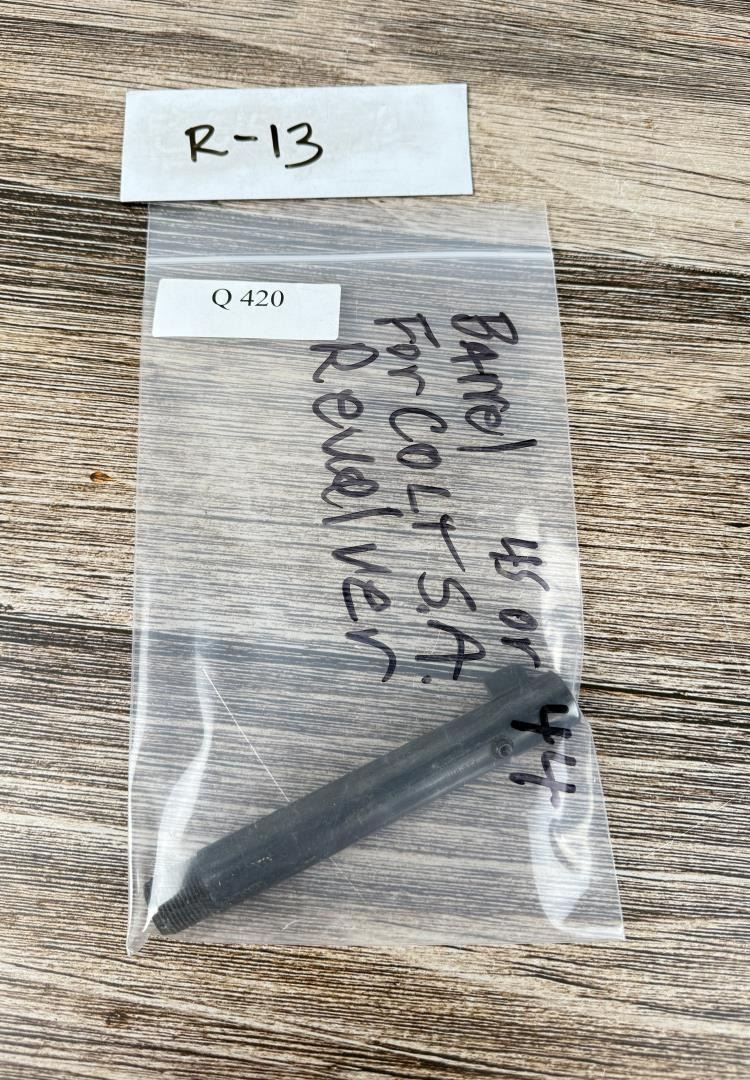 R-13
Q 420
Barrel 45 or 44
For COLT S.A.
Revolver